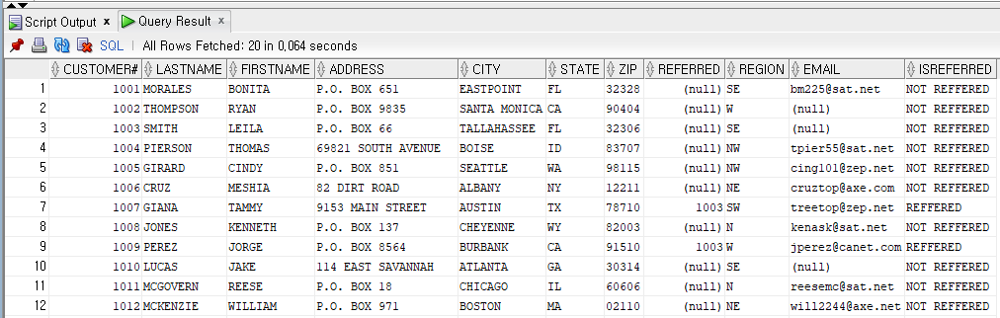 Script Output x Query Result x
SQL All Rows Fetched: 20 in 0,064 seconds
CUSTOMER# LASTNAME FIRSTNAME ADDRESS CITY STATE ZIP REFERRED REGION EMAIL ISREFERRED
1 1001 MORALES BONITA P.O. BOX 651 EASTPOINT FL 32328 (null) SE bm225@sat.net NOT REFFERED
2 1002 THOMPSON RYAN P.O. BOX 9835 SANTA MONICA CA 90404 (null) W (null) NOT REFFERED
3 1003 SMITH LEILA P.O. BOX 66 TALLAHASSEE FL 32306 (null) SE (null) NOT REFFERED
4 1004 PIERSON THOMAS 69821 SOUTH AVENUE BOISE ID 83707 (null) NW tpier55@sat.net NOT REFFERED
5 1005 GIRARD CINDY P.O. BOX 851 SEATTLE WA 98115 (null) NW cing101@zep.net NOT REFFERED
6 1006 CRUZ MESHIA 82 DIRT ROAD ALBANY NY 12211 (null) NE cruztop@axe.com NOT REFFERED
7 1007 GIANA TAMMY 9153 MAIN STREET AUSTIN TX 78710 1003 SW treetop@zep.net REFFERED
8 1008 JONES KENNETH P.O. BOX 137 CHEYENNE WY 82003 (null) N kenask@sat.net NOT REFFERED
9 1009 PEREZ JORGE P.O. BOX 8564 BURBANK CA 91510 1003 W jperez@canet.com REFFERED
10 1010 LUCAS JAKE 114 EAST SAVANNAH ATLANTA GA 30314 (null) SE (null) NOT REFFERED
11 1011 MCGOVERN REESE P.O. BOX 18 CHICAGO IL 60606 (null) N reesemc@sat.net NOT REFFERED
12 1012 MCKENZIE WILLIAM P.O. BOX 971 BOSTON MA 02110 (null) NE will2244@axe.net NOT REFFERED